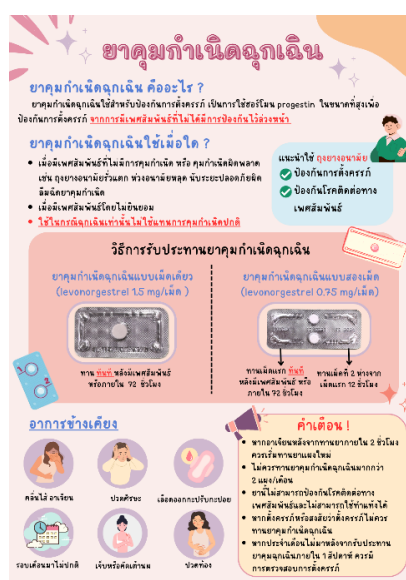 ยาคุมกำเนิดฉุกเฉิน
ยาคุมกำเนิดฉุกเฉิน คืออะไร ?
ยาคุมกำเนิดฉุกเฉินใช้สำหรับป้องกันการตั้งครรภ์ เป็นการใช้ฮอร์โมน progestin ในขนาดที่สูงเพื่อ
ป้องกันการตั้งครรภ์ จากการมีเพศสัมพันธ์ที่ไม่ได้มีการป้องกันไว้ล่วงหน้า
ยาคุมกำเนิดฉุกเฉินใช้เมื่อใด ?
• เมื่อมีเพศสัมพันธ์ที่ไม่มีการคุมกำเนิด หรือ คุมกำเนิดผิดพลาด
เช่น ถุงยางอนามัยรั่วแตก ห่วงอนามัยหลุด นับระยะปลอดภัยผิด
ลืมฉีดยาคุมกำเนิด
• เมื่อมีเพศสัมพันธ์โดยไม่ยินยอม
• ใช้ในกรณีฉุกเฉินเท่านั้นไม่ใช้แทนการคุมกำเนิดปกติ
แนะนำใช้ ถุงยางอนามัย
ป้องกันการตั้งครรภ์
ป้องกันโรคติดต่อทาง
เพศสัมพันธ์
วิธีการรับประทานยาคุมกำเนิดฉุกเฉิน
ยาคุมกำเนิดฉุกเฉินแบบเม็ดเดียว
(levonorgestrel 1.5 mg/เม็ด )
ทาน ทันที หลังมีเพศสัมพันธ์
หรือภายใน 72 ชั่วโมง
ยาคุมกำเนิดฉุกเฉินแบบสองเม็ด
(levonorgestrel 0.75 mg/เม็ด)
ทานเม็ดแรก ทันที
หลังมีเพศสัมพันธ์ หรือ
ภายใน 72 ชั่วโมง
ทานเม็ดที่ 2 ห่างจาก
เม็ดแรก 12 ชั่วโมง
อาการข้างเคียง
คลื่นไส้ อาเจียน
ปวดศีรษะ
เลือดออกกะปริบกะปรอย
รอบเดือนมาไม่ปกติ
เจ็บหรือคัดเต้านม
ปวดท้อง
คำเตือน !
• หากอาเจียนหลังจากทานยาภายใน 2 ชั่วโมง
ควรเริ่มทานยาแผงใหม่
• ไม่ควรทานยาคุมกำเนิดฉุกเฉินมากกว่า
2 แผง/เดือน
• ยานี้ไม่สามารถป้องกันโรคติดต่อทาง
เพศสัมพันธ์และไม่สามารถใช้ทำแท้งได้
• หากตั้งครรภ์หรือสงสัยว่าตั้งครรภ์ไม่ควร
ทานยาคุมกำเนิดฉุกเฉิน
• หากประจำเดือนไม่มาหลังจากรับประทาน
ยาคุมฉุกเฉินภายใน 1 สัปดาห์ ควรมี
การตรวจสอบการตั้งครรภ์